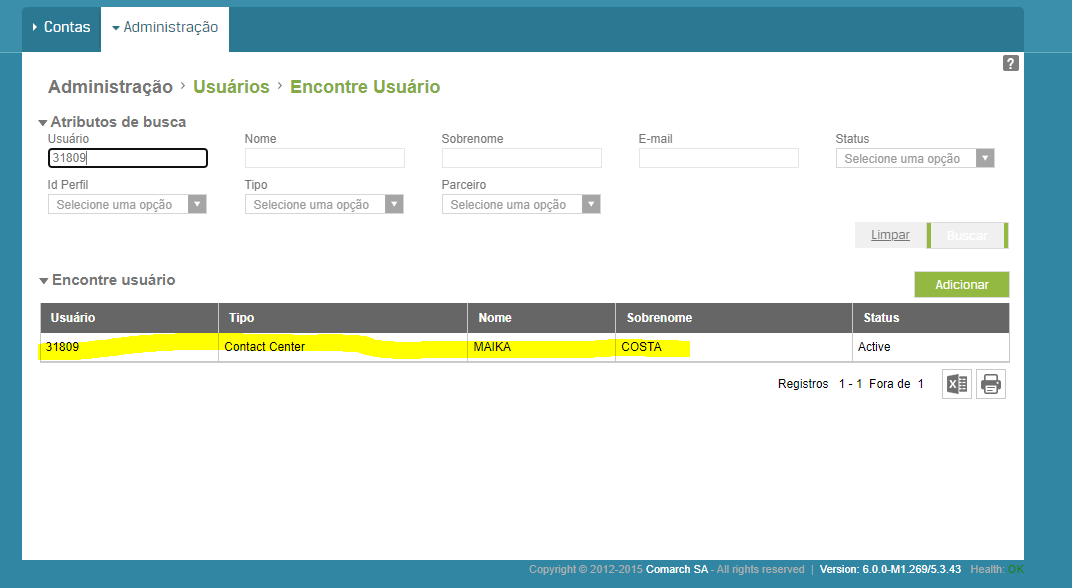 Contas Administração
?
Administração › Usuários › Encontre Usuário
Atributos de busca
Usuário Nome Sobrenome E-mail Status
31809 Selecione uma opção
Id Perfil Tipo Parceiro
Selecione uma opção Selecione uma opção Selecione uma opção
Limpar Buscar
Encontre usuário Adicionar
Usuário Tipo Nome Sobrenome Status
31809 Contact Center MAIKA COSTA Active
Registros 1 - 1 Fora de 1
Copyright © 2012-2015 Comarch SA - All rights reserved | Version: 6.0.0-M1.269/5.3.43 Health: OK